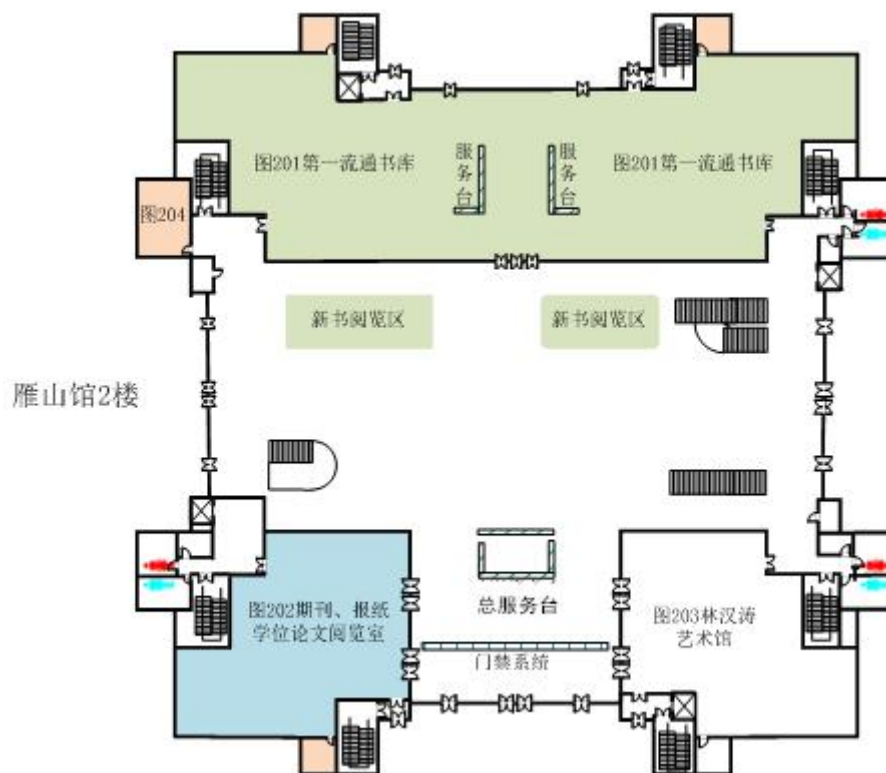 图201第一流通书库
服务台
服务台
图201第一流通书库
图204
新书阅览区
新书阅览区
雁山馆2楼
总服务台
图202期刊、报纸
学位论文阅览室
图203林汉涛
艺术馆
门禁系统